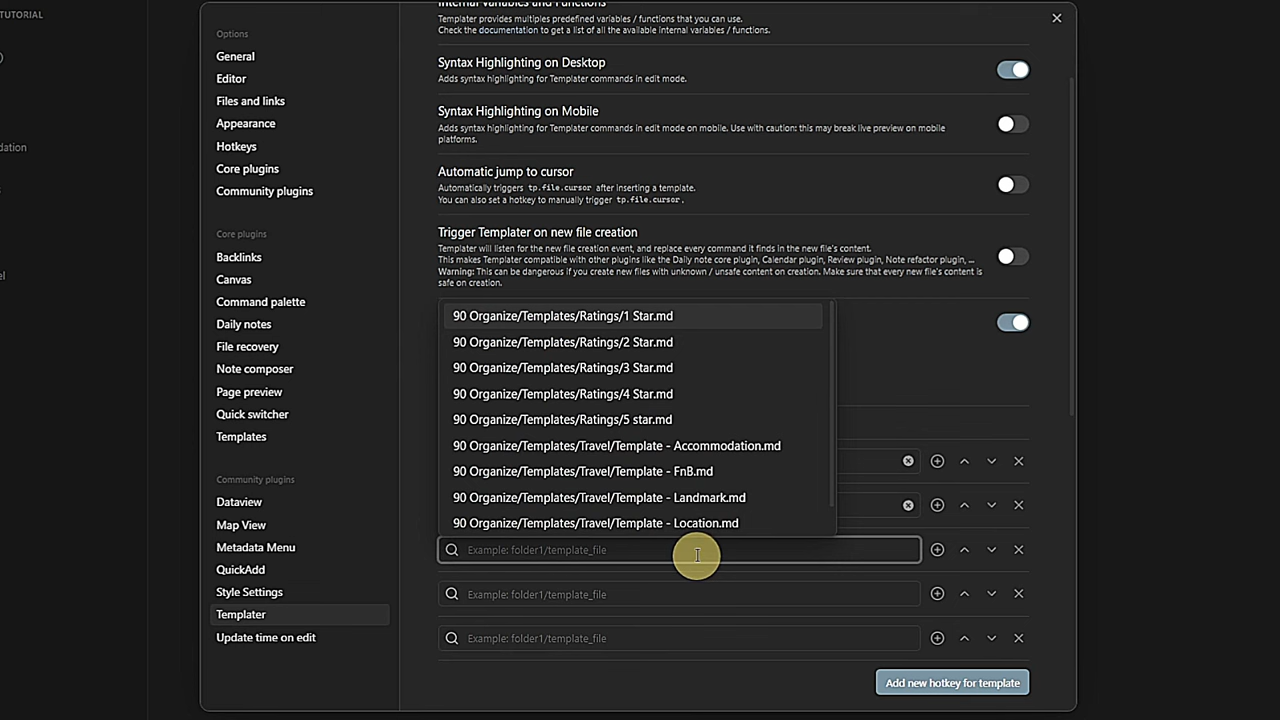 TUTORIAL
dation
el
Options
General
Editor
Files and links
Appearance
Hotkeys
Core plugins
Community plugins
Core plugins
Backlinks
Canvas
Command palette
Daily notes
File recovery
Note composer
Page preview
Quick switcher
Templates
Community plugins
Dataview
Map View
Metadata Menu
QuickAdd
Style Settings
Templater
Update time on edit
Internal Variables and Functions
Templater provides multiples predefined variables / functions that you can use.
Check the documentation to get a list of all the available internal variables / functions.
Syntax Highlighting on Desktop
Adds syntax highlighting for Templater commands in edit mode.
Syntax Highlighting on Mobile
Adds syntax highlighting for Templater commands in edit mode on mobile. Use with caution: this may break live preview on mobile
platforms.
Automatic jump to cursor
Automatically triggers tp.file.cursor after inserting a template.
You can also set a hotkey to manually trigger tp.file.cursor.
Trigger Templater on new file creation
Templater will listen for the new file creation event, and replace every command it finds in the new file's content.
This makes Templater compatible with other plugins like the Daily note core plugin, Calendar plugin, Review plugin, Note refactor plugin, ...
Warning: This can be dangerous if you create new files with unknown / unsafe content on creation. Make sure that every new file's content is
safe on creation.
90 Organize/Templates/Ratings/1 Star.md
90 Organize/Templates/Ratings/2 Star.md
90 Organize/Templates/Ratings/3 Star.md
90 Organize/Templates/Ratings/4 Star.md
90 Organize/Templates/Ratings/5 star.md
90 Organize/Templates/Travel/Template - Accommodation.md
90 Organize/Templates/Travel/Template - FnB.md
90 Organize/Templates/Travel/Template - Landmark.md
90 Organize/Templates/Travel/Template - Location.md
Example: folder1/template_file
Example: folder1/template_file
Example: folder1/template_file
Add new hotkey for template